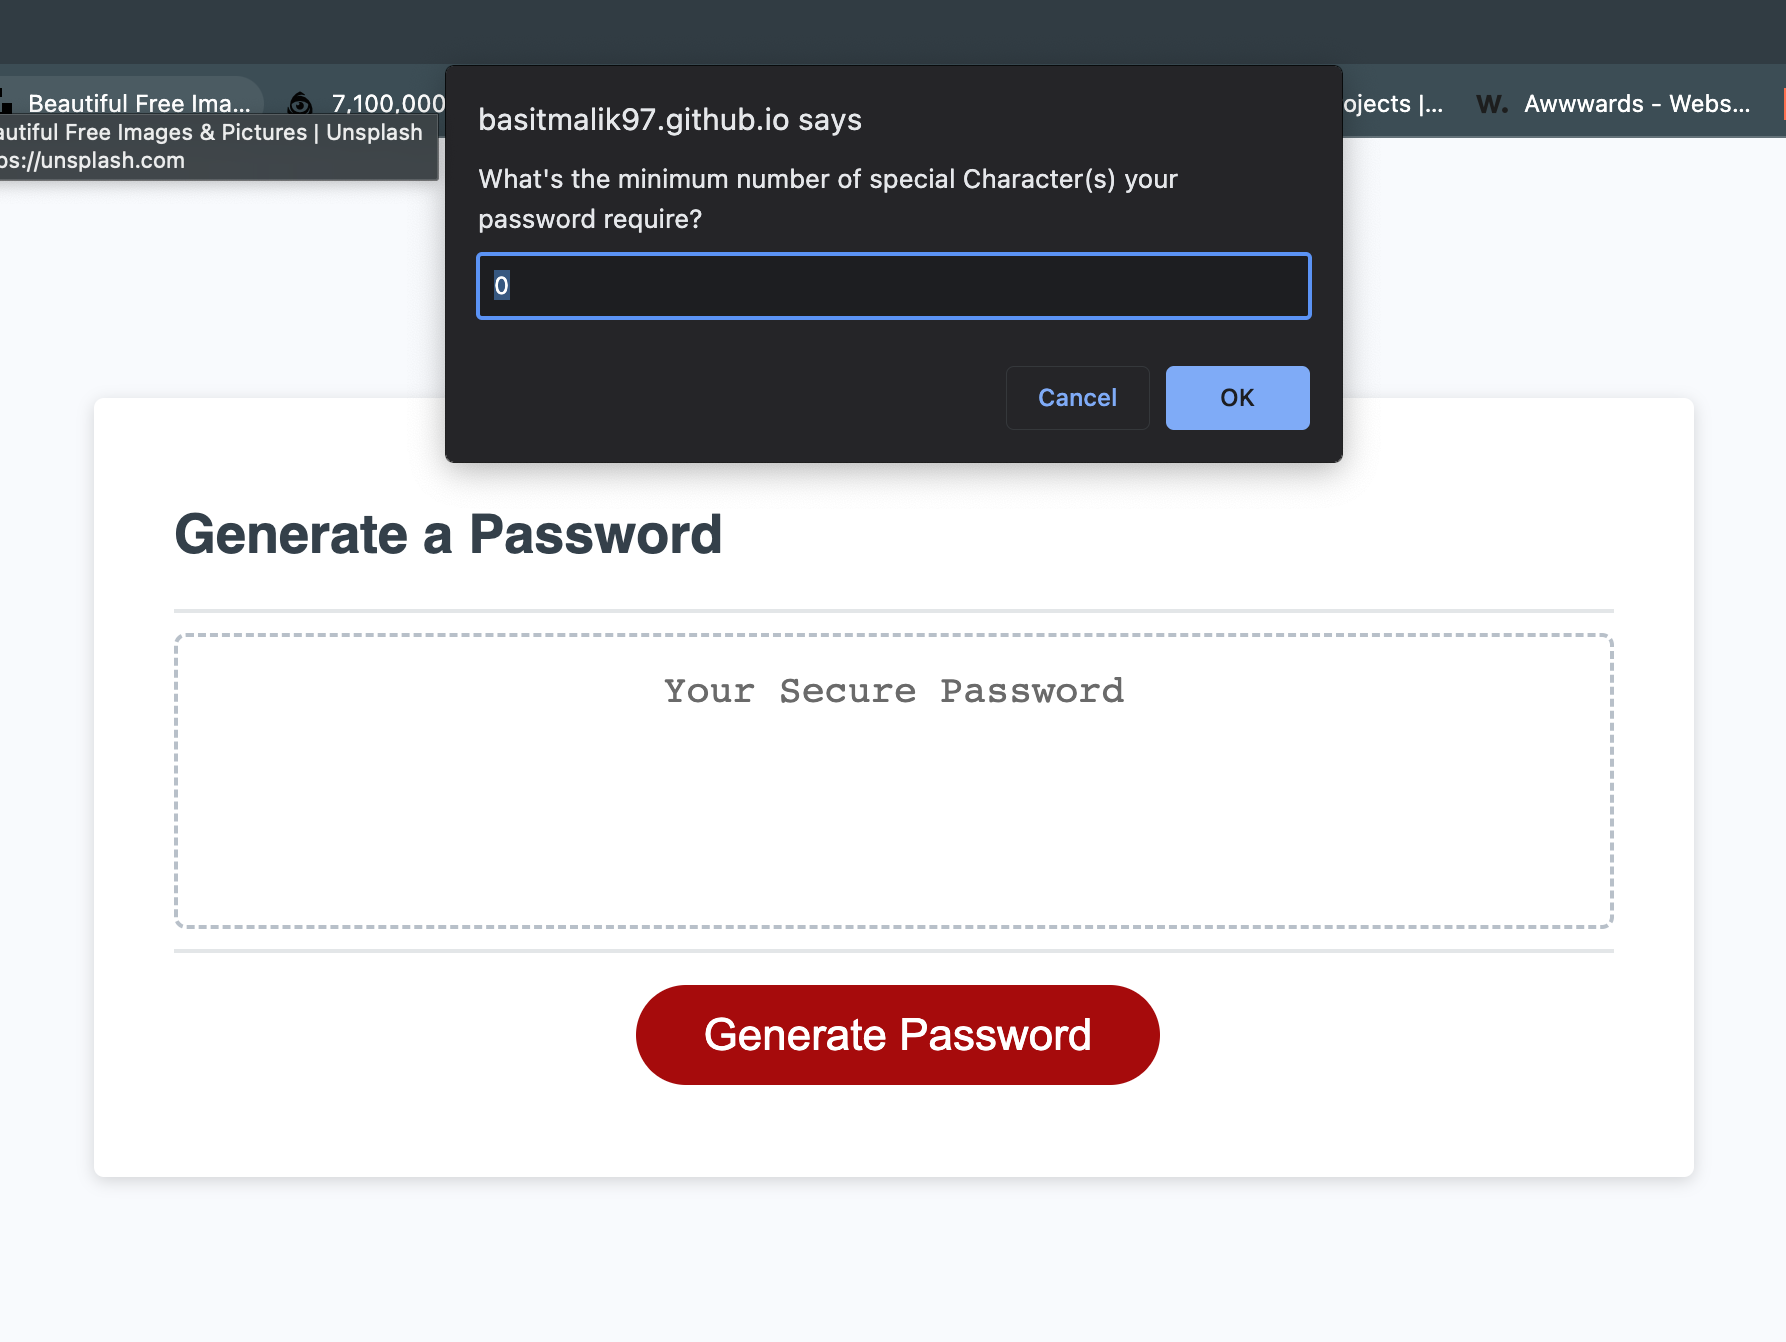 Beautiful Free Ima...
7,100,000
ojects |...
W. Awwwards - Webs...
autiful Free Images & Pictures | Unsplash
ps://unsplash.com
basitmalik97.github.io says
What's the minimum number of special Character(s) your
password require?
0
Cancel
OK
Generate a Password
Your Secure Password
Generate Password